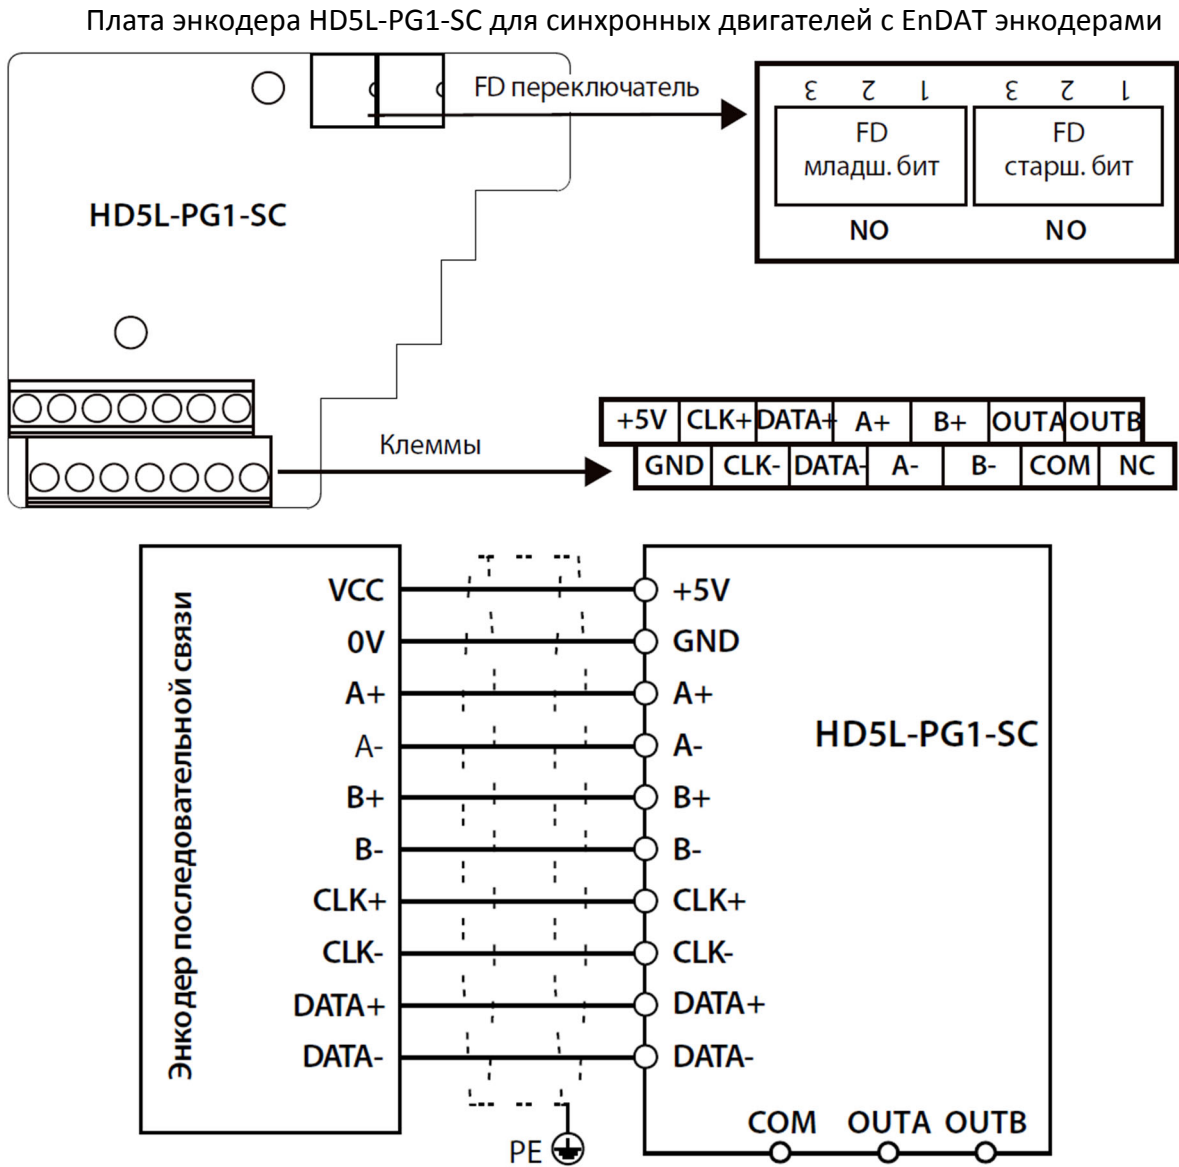 Плата энкодера HD5L-PG1-SC для синхронных двигателей с EnDAT энкодерами
FD переключатель
HD5L-PG1-SC
3 2 1 3 2 1
FD младш. бит
FD старш. бит
NO NO
Клеммы
+5V CLK+ DATA+ A+ B+ OUTA OUTB
GND CLK- DATA- A- B- COM NC
Энкодер последовательной связи
VCC +5V
0V GND
A+ A+
A- A-
HD5L-PG1-SC
B+ B+
B- B-
CLK+ CLK+
CLK- CLK-
DATA+ DATA+
DATA- DATA-
COM OUTA OUTB
PE